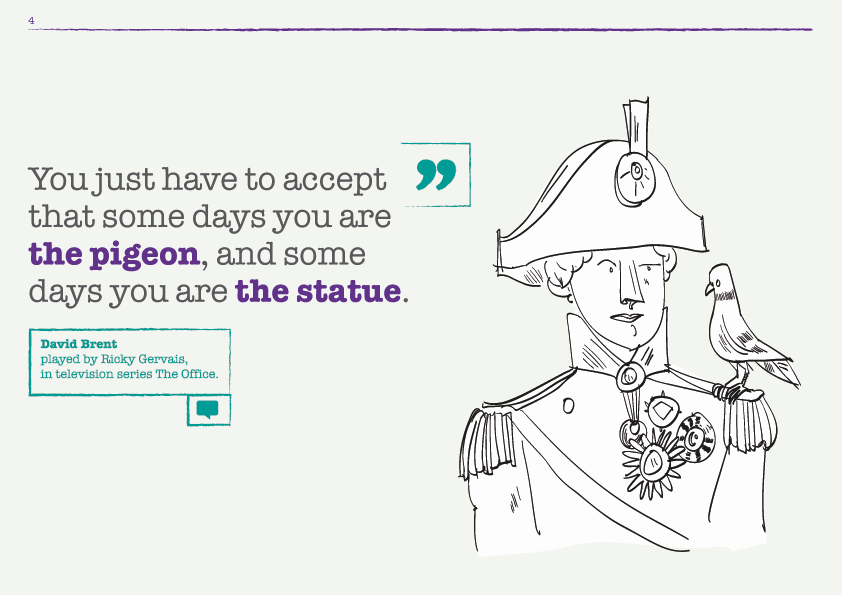 4
You just have to accept
that some days you are
the pigeon, and some
days you are the statue.
”
David Brent
played by Ricky Gervais,
in television series The Office.